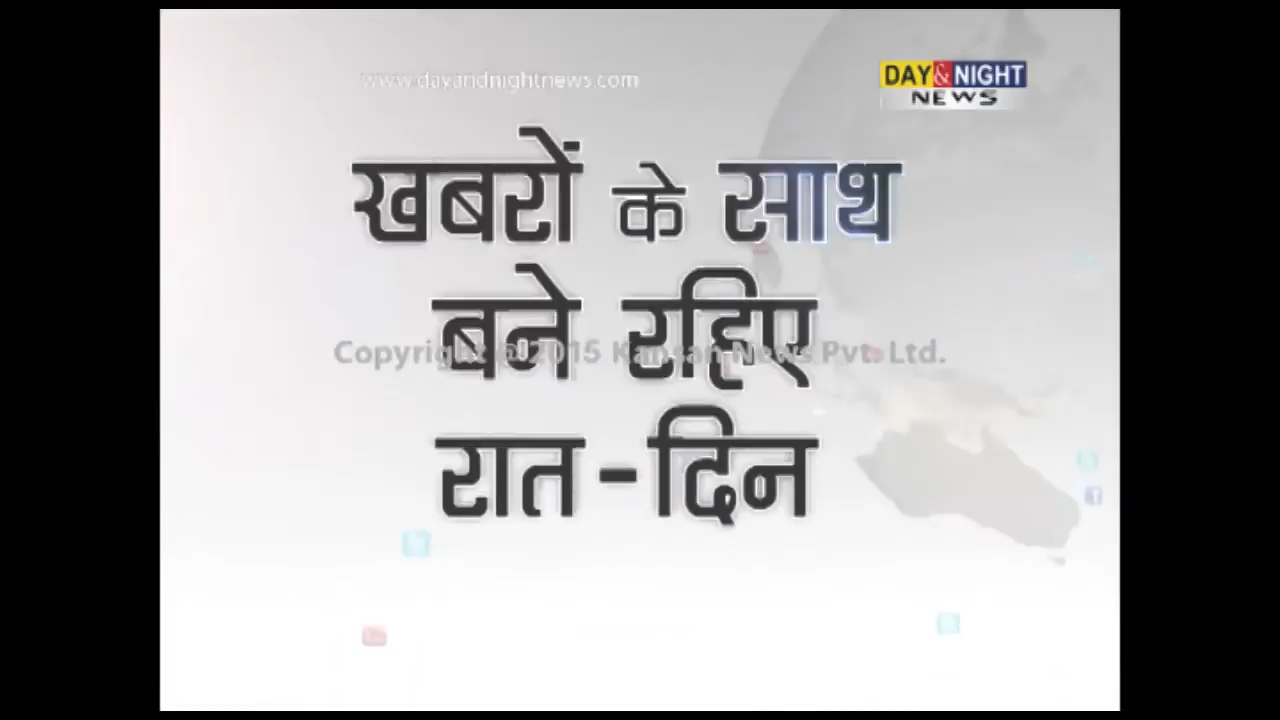 www.dayandnightnews.com
DAY & NIGHT
NEWS
खबरों के साथ
बने रहिए
Copyright © 2015 Kansan News Pvt. Ltd.
रात - दिन